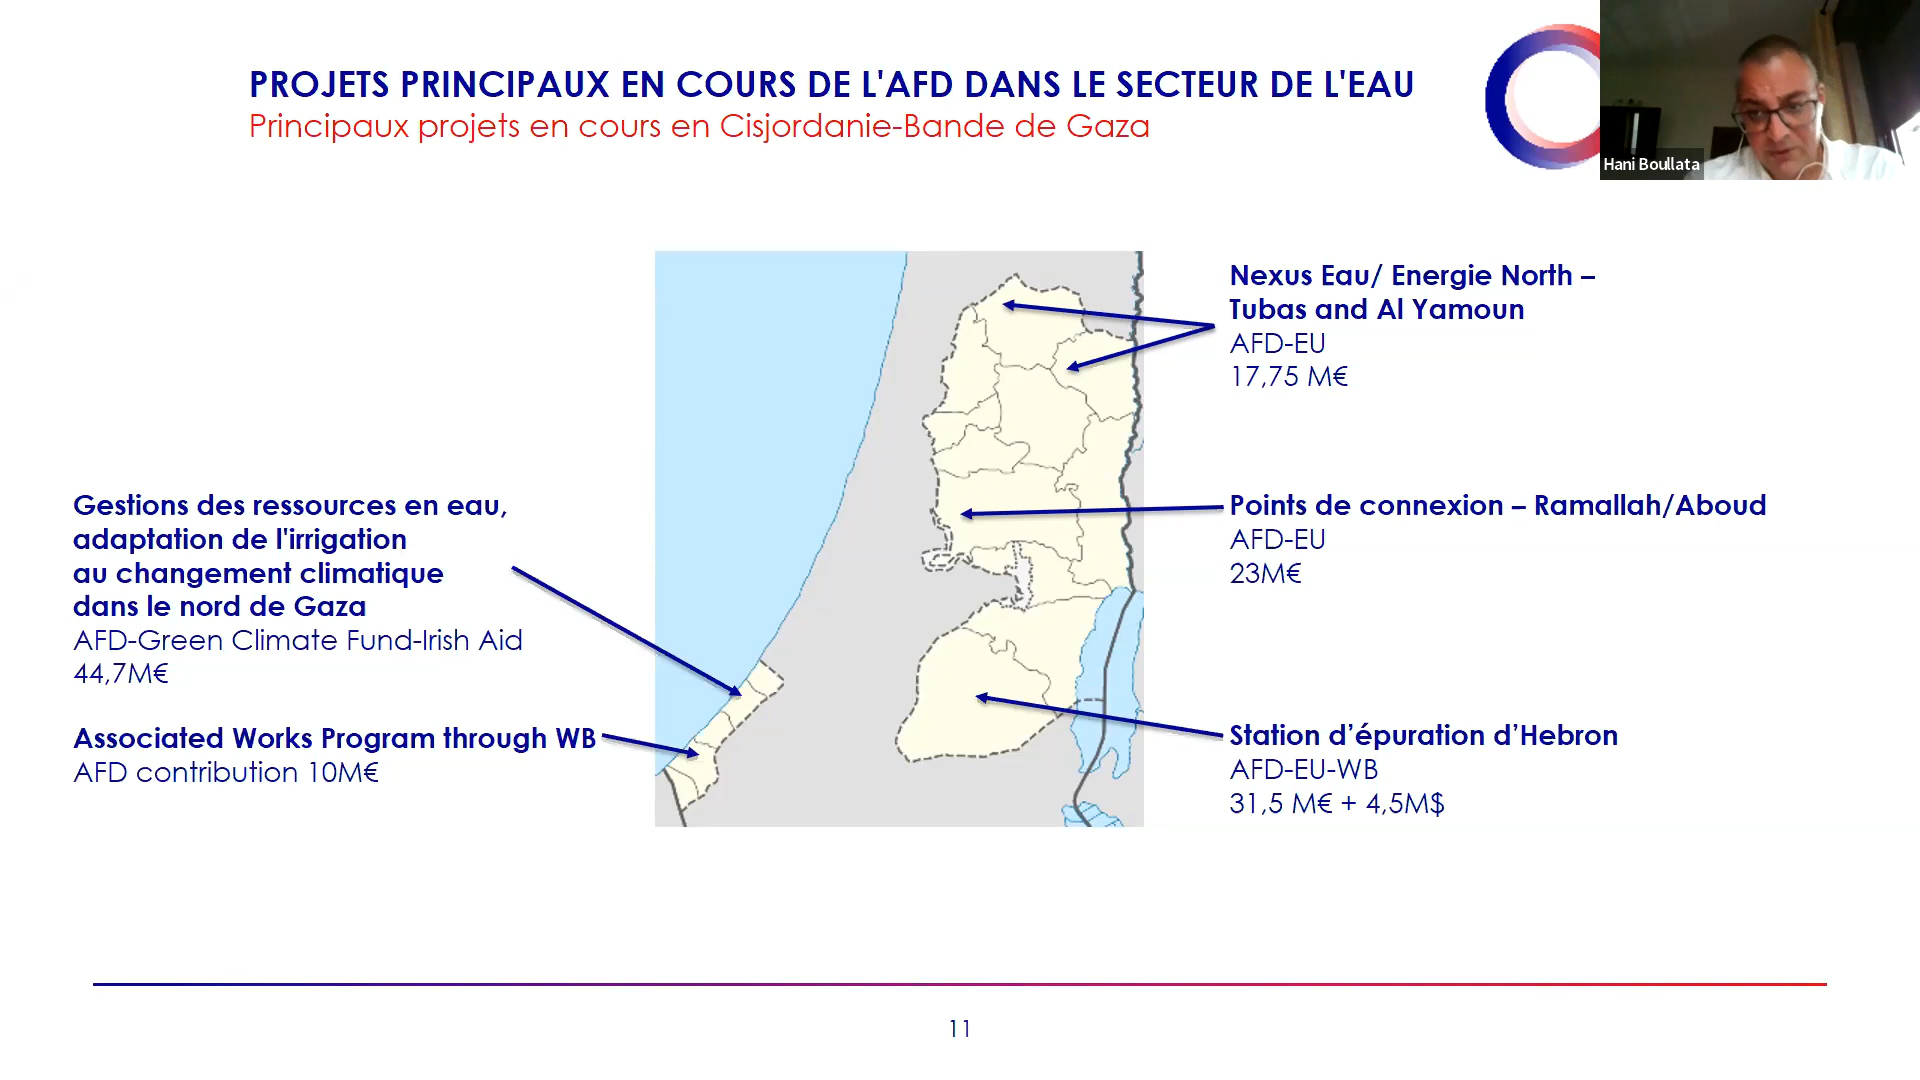 PROJETS PRINCIPAUX EN COURS DE L'AFD DANS LE SECTEUR DE L'EAU
Principaux projets en cours en Cisjordanie-Bande de Gaza
Hani Boullata
Nexus Eau/ Energie North –
Tubas and Al Yamoun
AFD-EU
17,75 M€
Gestions des ressources en eau,
adaptation de l'irrigation
au changement climatique
dans le nord de Gaza
AFD-Green Climate Fund-Irish Aid
44,7M€
Points de connexion – Ramallah/Aboud
AFD-EU
23M€
Associated Works Program through WB
AFD contribution 10M€
Station d’épuration d’Hebron
AFD-EU-WB
31,5 M€ + 4,5M$
11